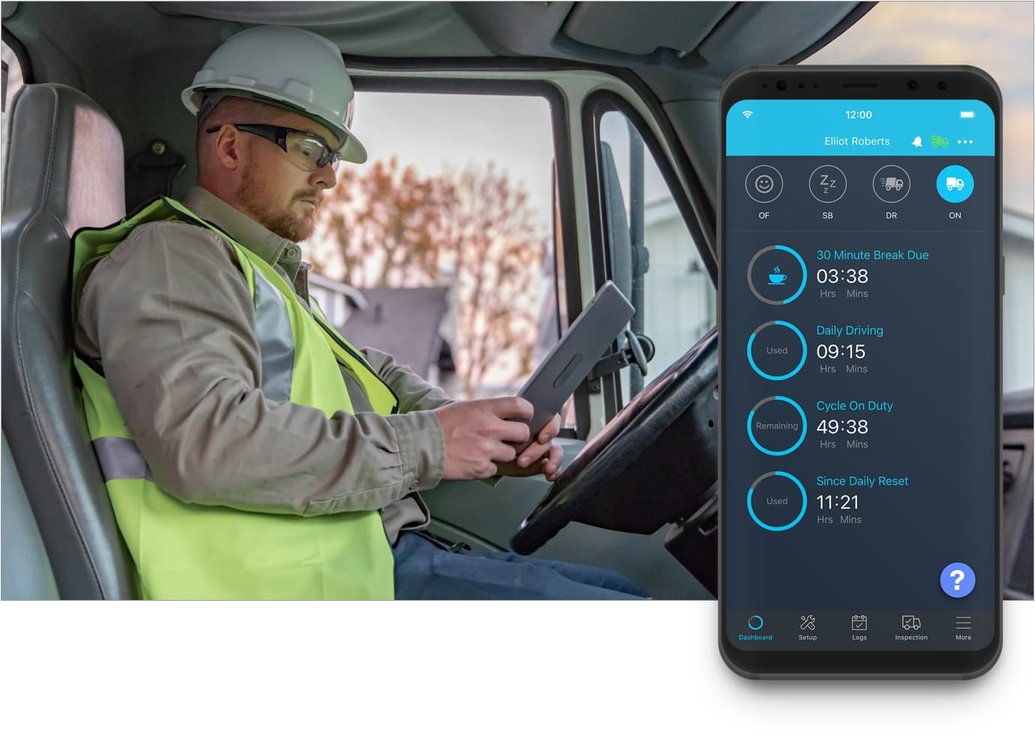 12:00
Elliot Roberts
Zz
z
OF SB DR ON
30 Minute Break Due
03:38
Hrs Mins
Daily Driving
Used
09:15
Hrs Mins
Cycle On Duty
Remaining
49:38
Hrs Mins
Since Daily Reset
Used
11:21
Hrs Mins
?
Dashboard Setup Logs Inspection More